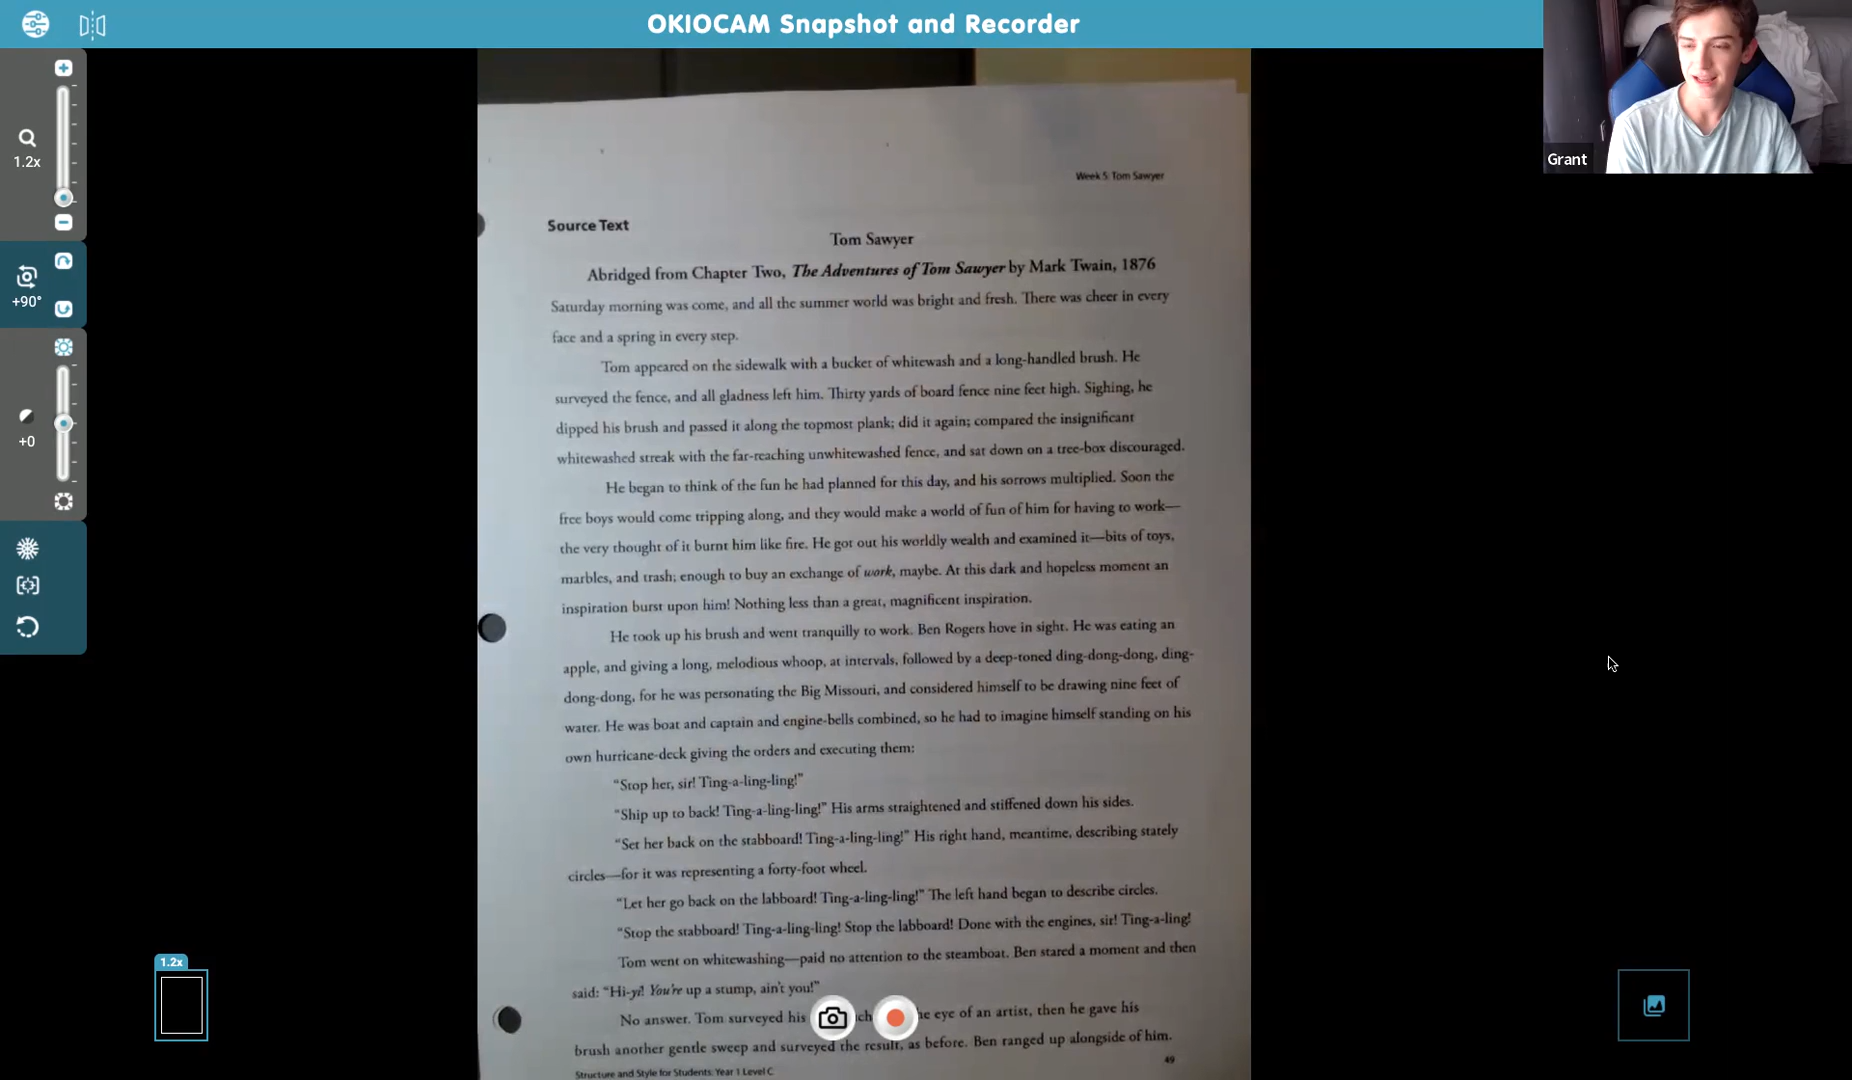 OKIOCAM Snapshot and Recorder
Grant
1.2x
+90°
+0
1.2x
Week 5: Tom Sawyer
Source Text
Tom Sawyer
Abridged from Chapter Two, The Adventures of Tom Sawyer by Mark Twain, 1876
Saturday morning was come, and all the summer world was bright and fresh. There was cheer in every
face and a spring in every step.
Tom appeared on the sidewalk with a bucket of whitewash and a long-handled brush. He
surveyed the fence, and all gladness left him. Thirty yards of board fence nine feet high. Sighing, he
dipped his brush and passed it along the topmost plank; did it again; compared the insignificant
whitewashed streak with the far-reaching unwhitewashed fence, and sat down on a tree-box discouraged.
He began to think of the fun he had planned for this day, and his sorrows multiplied. Soon the
free boys would come tripping along, and they would make a world of fun of him for having to work—
the very thought of it burnt him like fire. He got out his worldly wealth and examined it—bits of toys,
marbles, and trash; enough to buy an exchange of work, maybe. At this dark and hopeless moment an
inspiration burst upon him! Nothing less than a great, magnificent inspiration.
He took up his brush and went tranquilly to work. Ben Rogers hove in sight. He was eating an
apple, and giving a long, melodious whoop, at intervals, followed by a deep-toned ding-dong-dong, ding-
dong-dong, for he was personating the Big Missouri, and considered himself to be drawing nine feet of
water. He was boat and captain and engine-bells combined, so he had to imagine himself standing on his
own hurricane-deck giving the orders and executing them:
"Stop her, sir! Ting-a-ling-ling!"
"Ship up to back! Ting-a-ling-ling!" His arms straightened and stiffened down his sides.
"Set her back on the stabboard! Ting-a-ling-ling!" His right hand, meantime, describing stately
circles—for it was representing a forty-foot wheel.
"Let her go back on the labboard! Ting-a-ling-ling!" The left hand began to describe circles.
"Stop the stabboard! Ting-a-ling-ling! Stop the labboard! Done with the engines, sir! Ting-a-ling!
Tom went on whitewashing—paid no attention to the steamboat. Ben stared a moment and then
said: "Hi-yi! You're up a stump, ain't you!"
No answer. Tom surveyed his eye of an artist, then he gave his
brush another gentle sweep and surveyed the result, as before. Ben ranged up alongside of him.
49
Structure and Style for Students: Year 1 Level C